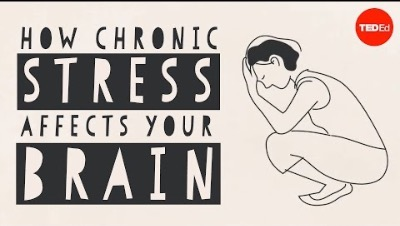 HOW CHRONIC
STRESS
AFFECTS YOUR
BRAIN
TEDEd